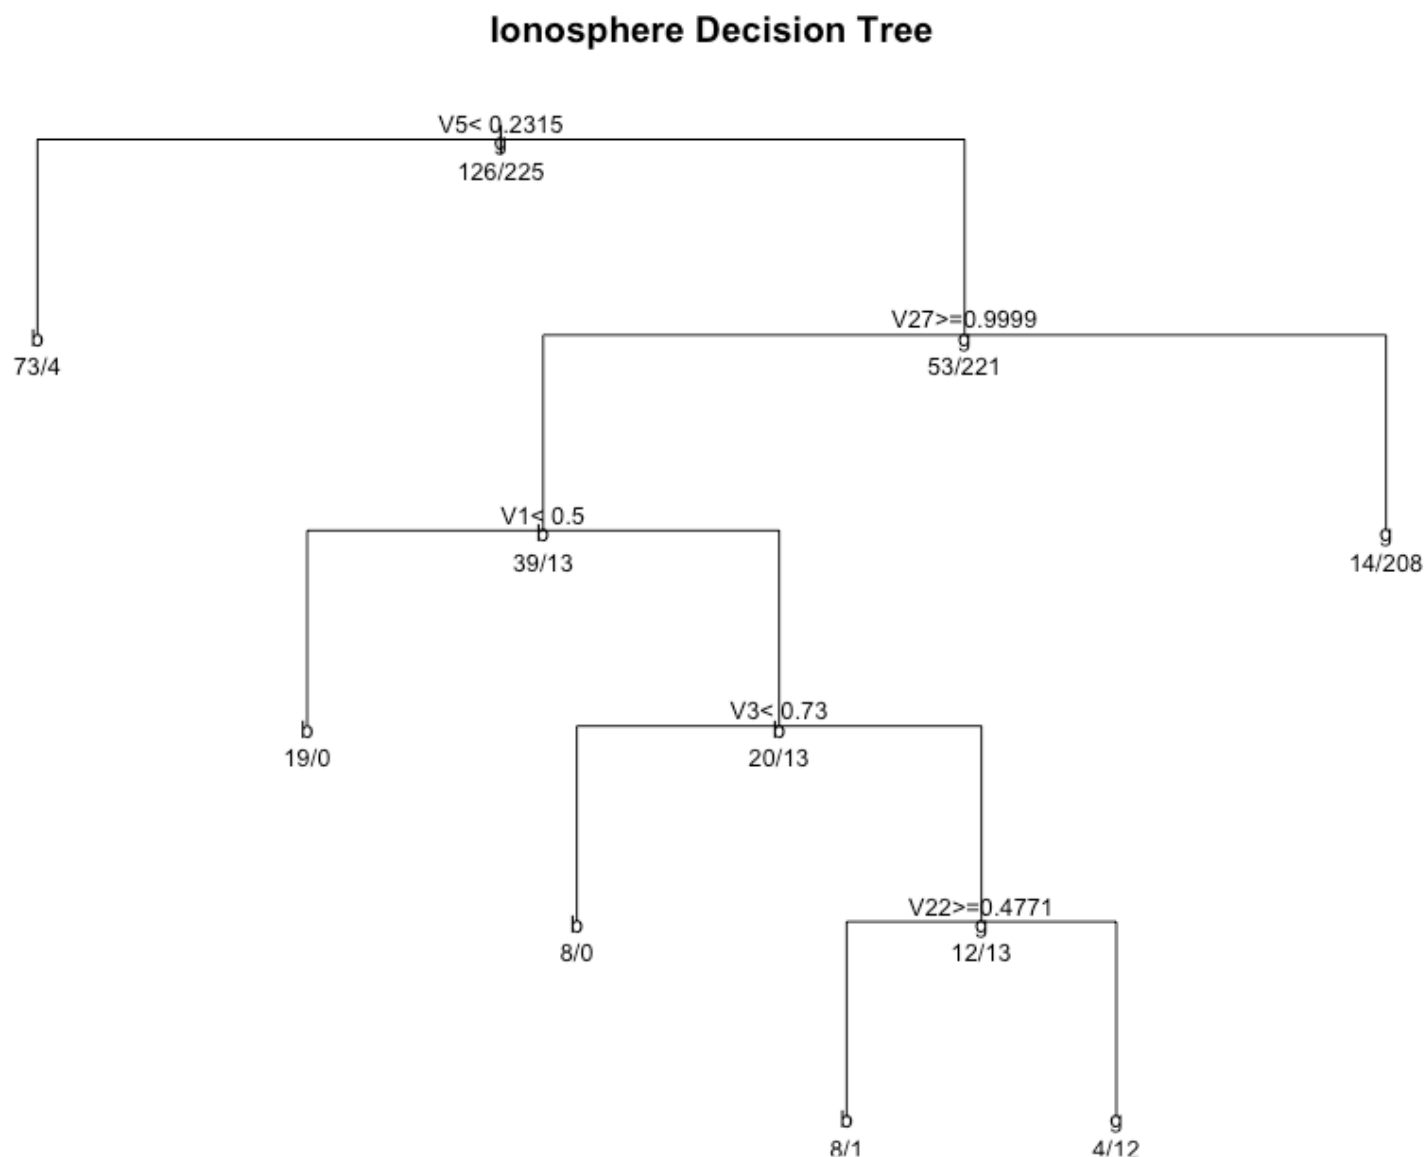 Ionosphere Decision Tree
V5< 0.2315
g
126/225
b
73/4
V27>=0.9999
g
53/221
V1< 0.5
b
39/13
g
14/208
b
19/0
V3< 0.73
b
20/13
b
8/0
V22>=0.4771
g
12/13
b
8/1
g
4/12